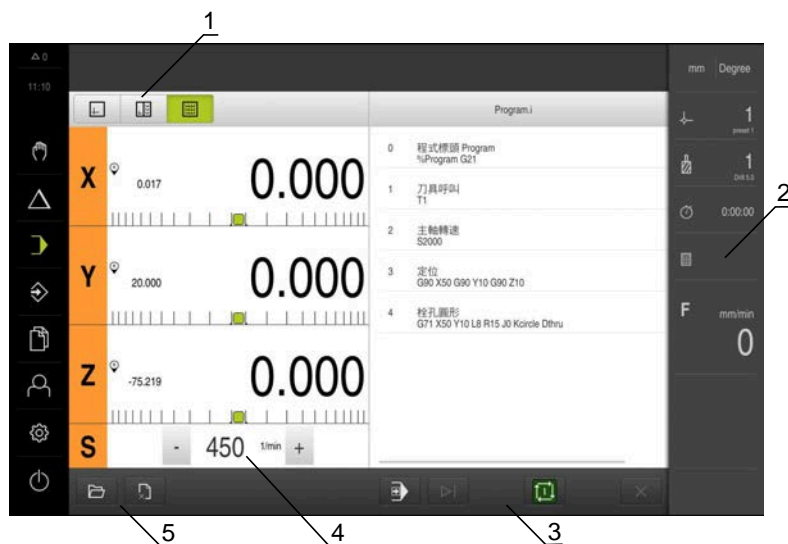 1
0
11:10
mm Degree
Program.i
1
preset 1
1
Drill 5.0
0:00:00
2
F mm/min
0
X 0.017 0.000
Y 20.000 0.000
Z -75.219 0.000
S - 450 1/min +
0 程式標頭 Program
%Program G21
1 刀具呼叫
T1
2 主軸轉速
S2000
3 定位
G90 X50 G90 Y10 G90 Z10
4 栓孔圓形
G71 X50 Y10 L8 R15 J0 Kcircle Dthru
5
4
3